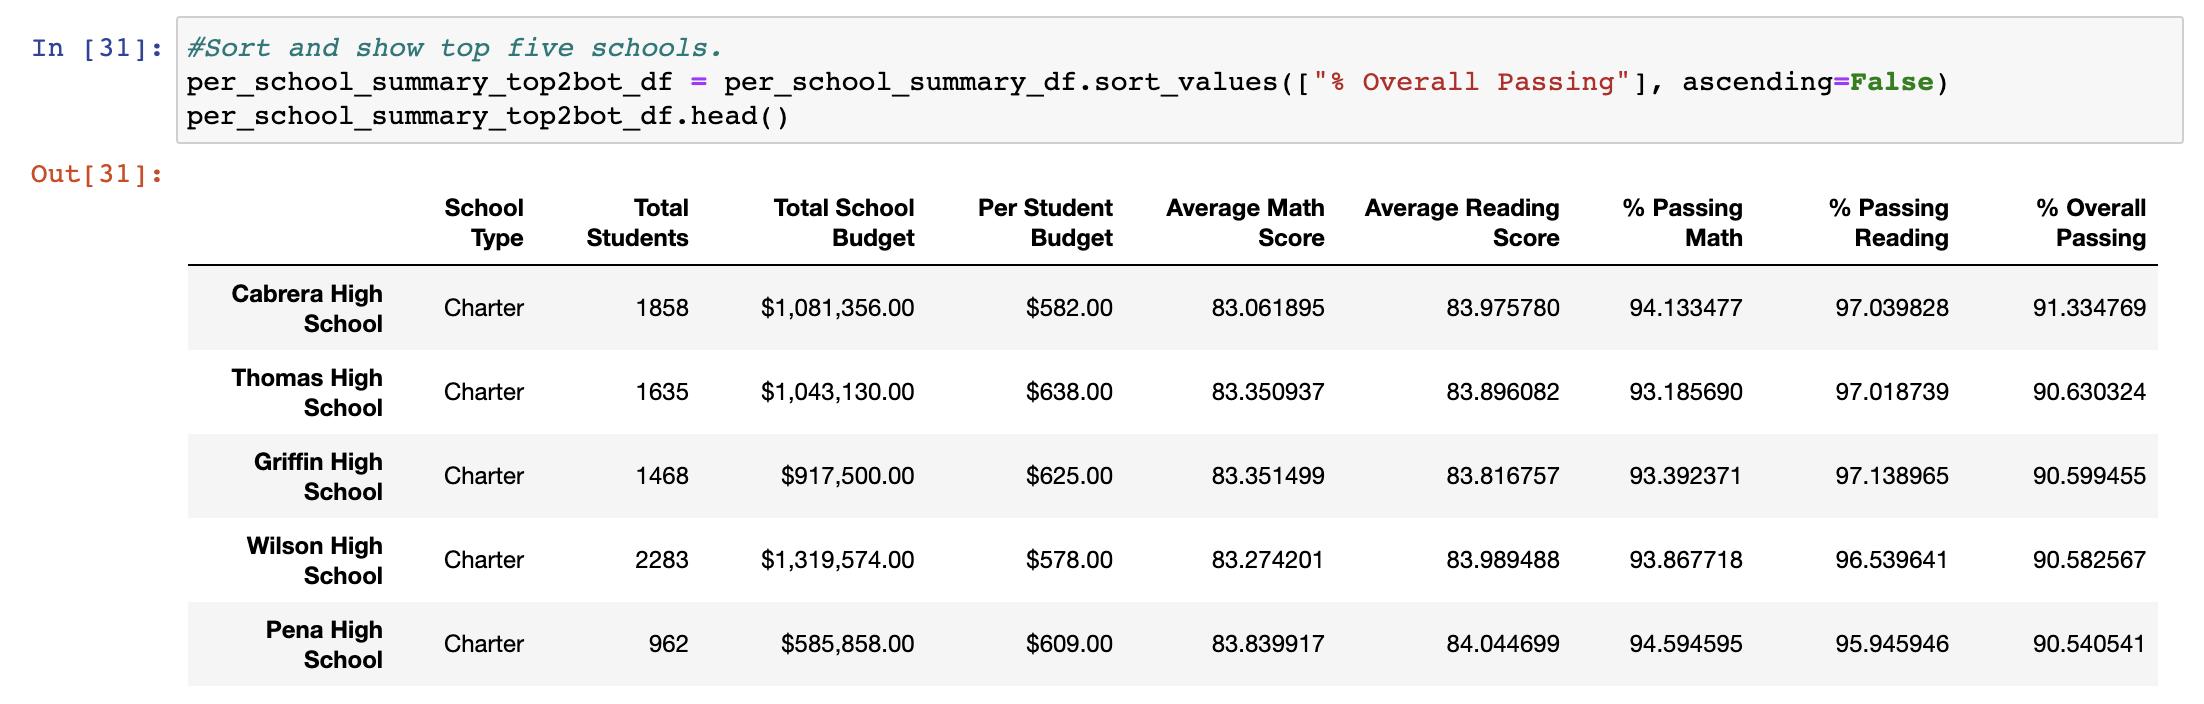 In [31]: #Sort and show top five schools.
per_school_summary_top2bot_df = per_school_summary_df.sort_values(["% Overall Passing"], ascending=False)
per_school_summary_top2bot_df.head()
Out[31]:
School Type Total Students Total School Budget Per Student Budget Average Math Score Average Reading Score % Passing Math % Passing Reading % Overall Passing
Cabrera High School Charter 1858 $1,081,356.00 $582.00 83.061895 83.975780 94.133477 97.039828 91.334769
Thomas High School Charter 1635 $1,043,130.00 $638.00 83.350937 83.896082 93.185690 97.018739 90.630324
Griffin High School Charter 1468 $917,500.00 $625.00 83.351499 83.816757 93.392371 97.138965 90.599455
Wilson High School Charter 2283 $1,319,574.00 $578.00 83.274201 83.989488 93.867718 96.539641 90.582567
Pena High School Charter 962 $585,858.00 $609.00 83.839917 84.044699 94.594595 95.945946 90.540541